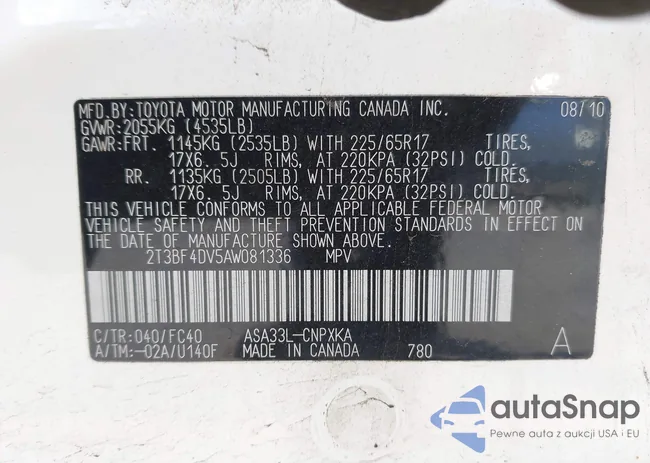 MFD. BY: TOYOTA MOTOR MANUFACTURING CANADA INC. 08/10
GVWR: 2055KG (4535LB)
GAWR: FRT. 1145KG (2535LB) WITH 225/65R17 TIRES,
17X6. 5J RIMS, AT 220KPA (32PSI) COLD.
RR. 1135KG (2505LB) WITH 225/65R17 TIRES,
17X6. 5J RIMS, AT 220KPA (32PSI) COLD.
THIS VEHICLE CONFORMS TO ALL APPLICABLE FEDERAL MOTOR
VEHICLE SAFETY AND THEFT PREVENTION STANDARDS IN EFFECT ON
THE DATE OF MANUFACTURE SHOWN ABOVE.
2T3BF4DV5AW081336 MPV
C/TR: 040/FC40 ASA33L-CNPXKA
A/TM: -02A/U140F MADE IN CANADA 780 A
autaSnap
Pewne auta z aukcji USA i EU